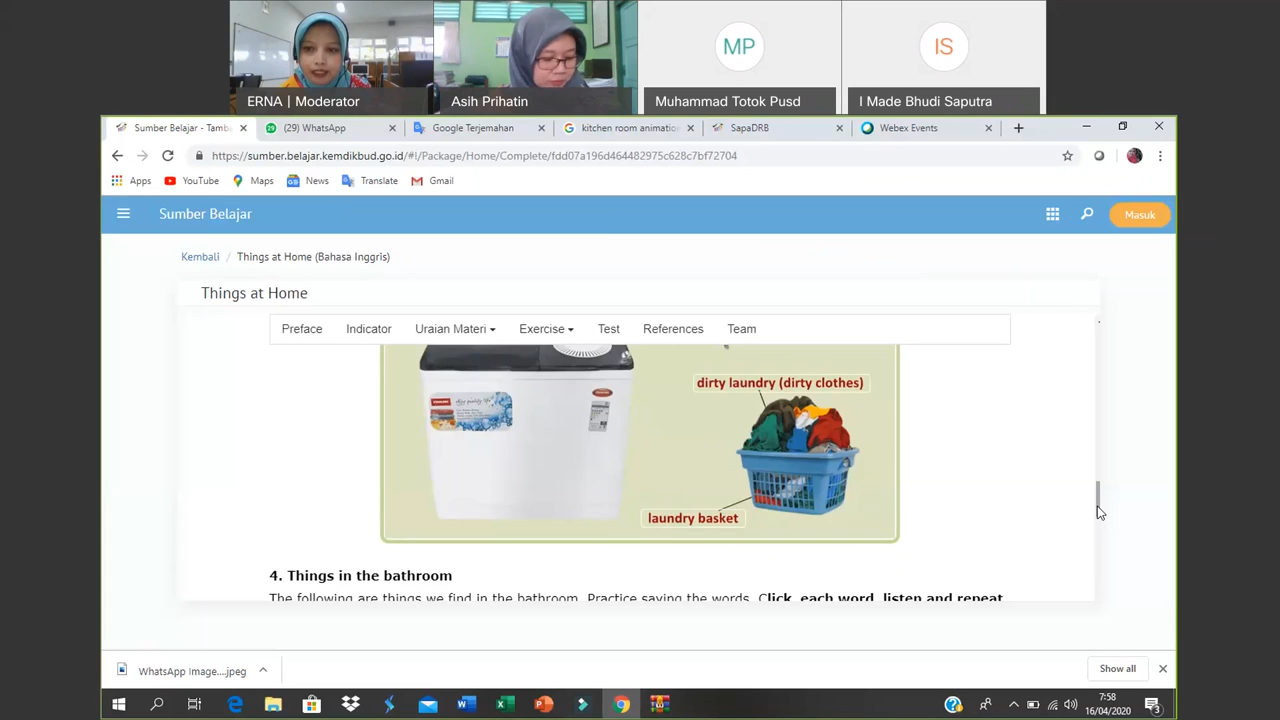 MP
IS
ERNA | Moderator
Asih Prihatin
Muhammad Totok Pusd
I Made Bhudi Saputra
Sumber Belajar - Tamba
(29) WhatsApp
Google Terjemahan
kitchen room animation
SapaDRB
Webex Events
https://sumber.belajar.kemdikbud.go.id/#!/Package/Home/Complete/fdd07a196d464482975c628c7bf72704
Apps
YouTube
Maps
News
Translate
Gmail
Sumber Belajar
Masuk
Kembali / Things at Home (Bahasa Inggris)
Things at Home
Preface
Indicator
Uraian Materi
Exercise
Test
References
Team
dirty laundry (dirty clothes)
laundry basket
4. Things in the bathroom
The following are things we find in the bathroom. Practice saying the words. Click each word, listen and repeat
WhatsApp Image....jpeg
Show all
7:58
16/04/2020
3